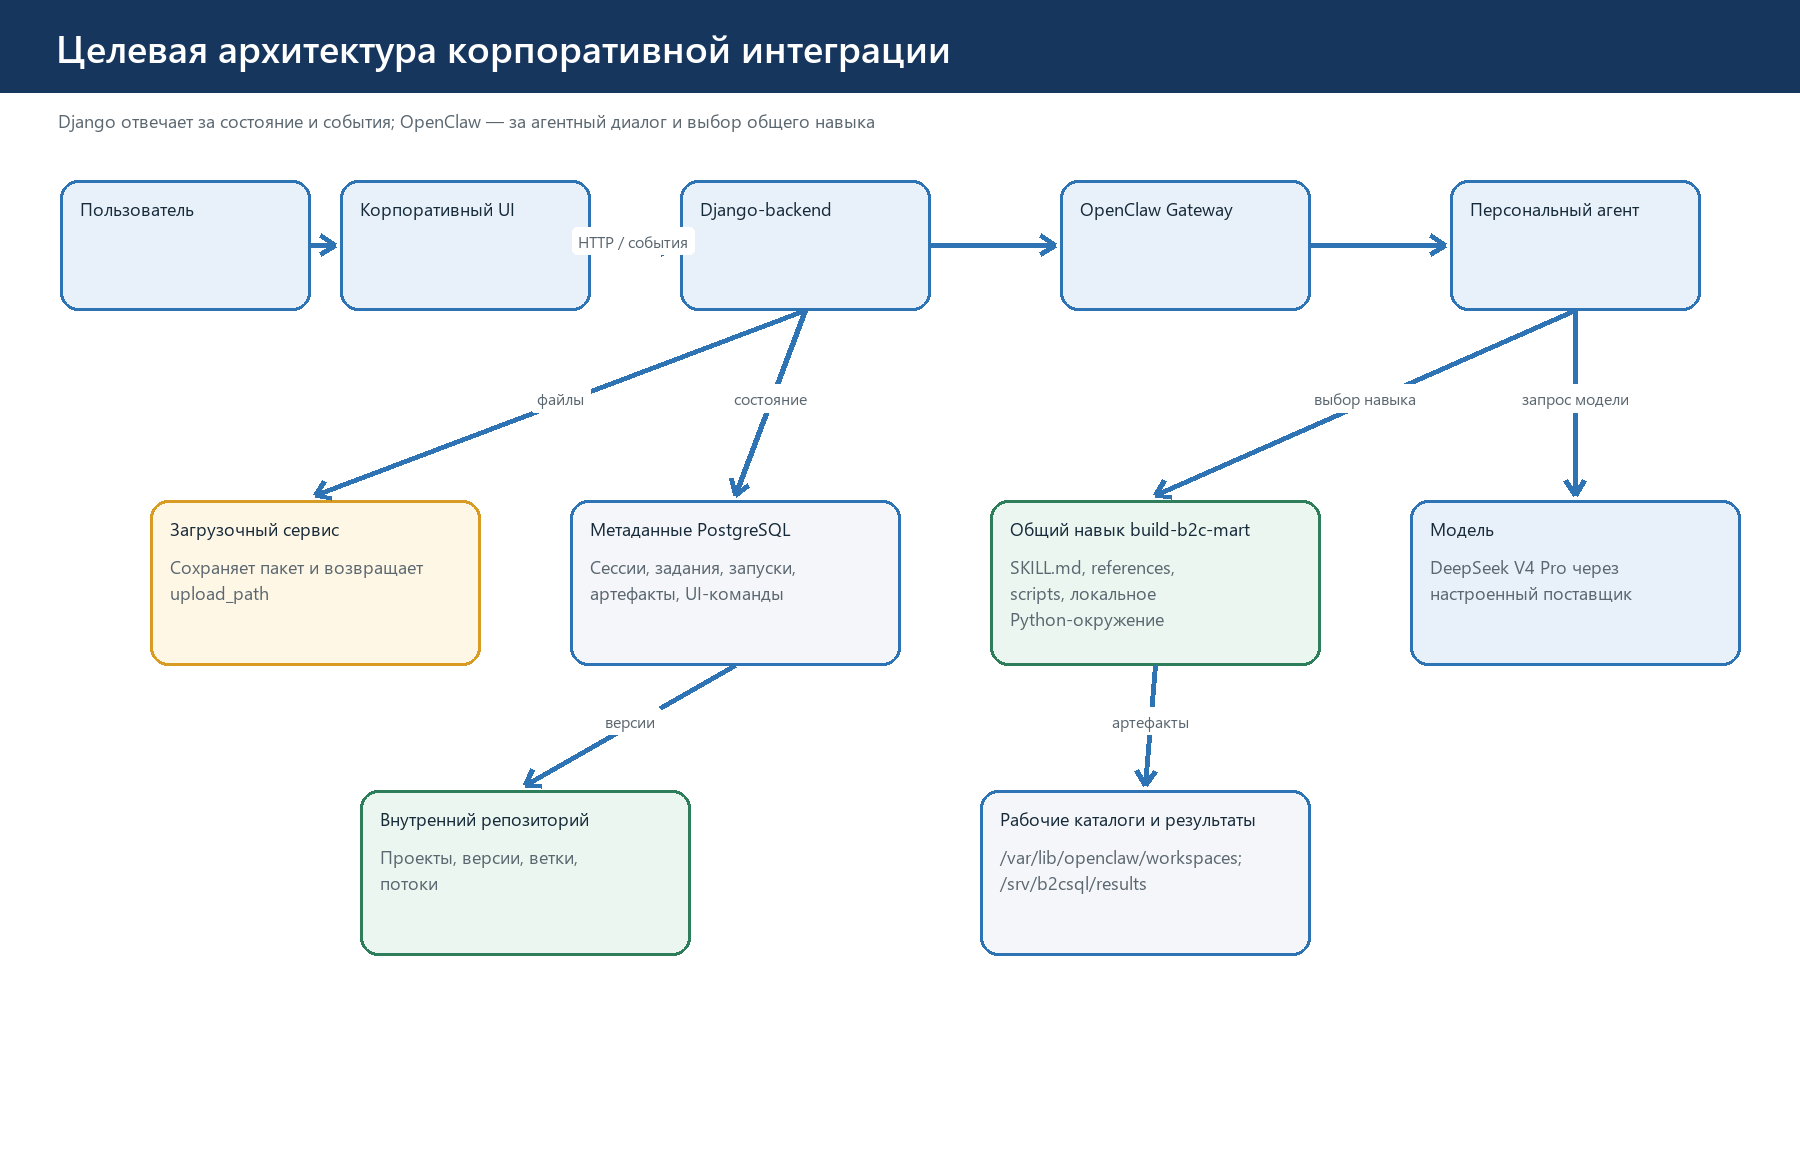 Целевая архитектура корпоративной интеграции
Django отвечает за состояние и события; OpenClaw — за агентный диалог и выбор общего навыка
Пользователь
Корпоративный UI
HTTP / события
Django-backend
OpenClaw Gateway
Персональный агент
файлы
состояние
выбор навыка
запрос модели
Загрузочный сервис
Сохраняет пакет и возвращает
upload_path
Метаданные PostgreSQL
Сессии, задания, запуски,
артефакты, UI-команды
Общий навык build-b2c-mart
SKILL.md, references,
scripts, локальное
Python-окружение
Модель
DeepSeek V4 Pro через
настроенный поставщик
версии
артефакты
Внутренний репозиторий
Проекты, версии, ветки,
потоки
Рабочие каталоги и результаты
/var/lib/openclaw/workspaces;
/srv/b2csql/results